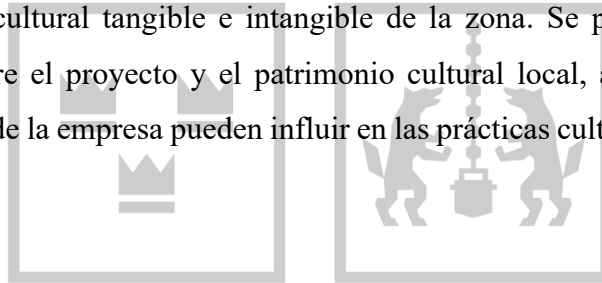 cultural tangible e intangible de la zona. Se p
re el proyecto y el patrimonio cultural local, a
de la empresa pueden influir en las prácticas cult